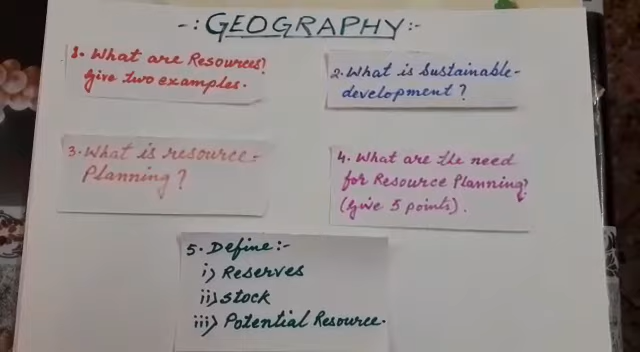 -: GEOGRAPHY:-
1. What are Resources?
Give two examples.
2. What is Sustainable-
development?
3. What is resource-
Planning?
4. What are the need
for Resource Planning?
(Give 5 points).
5. Define:-
i) Reserves
ii) Stock
iii) Potential Resource.